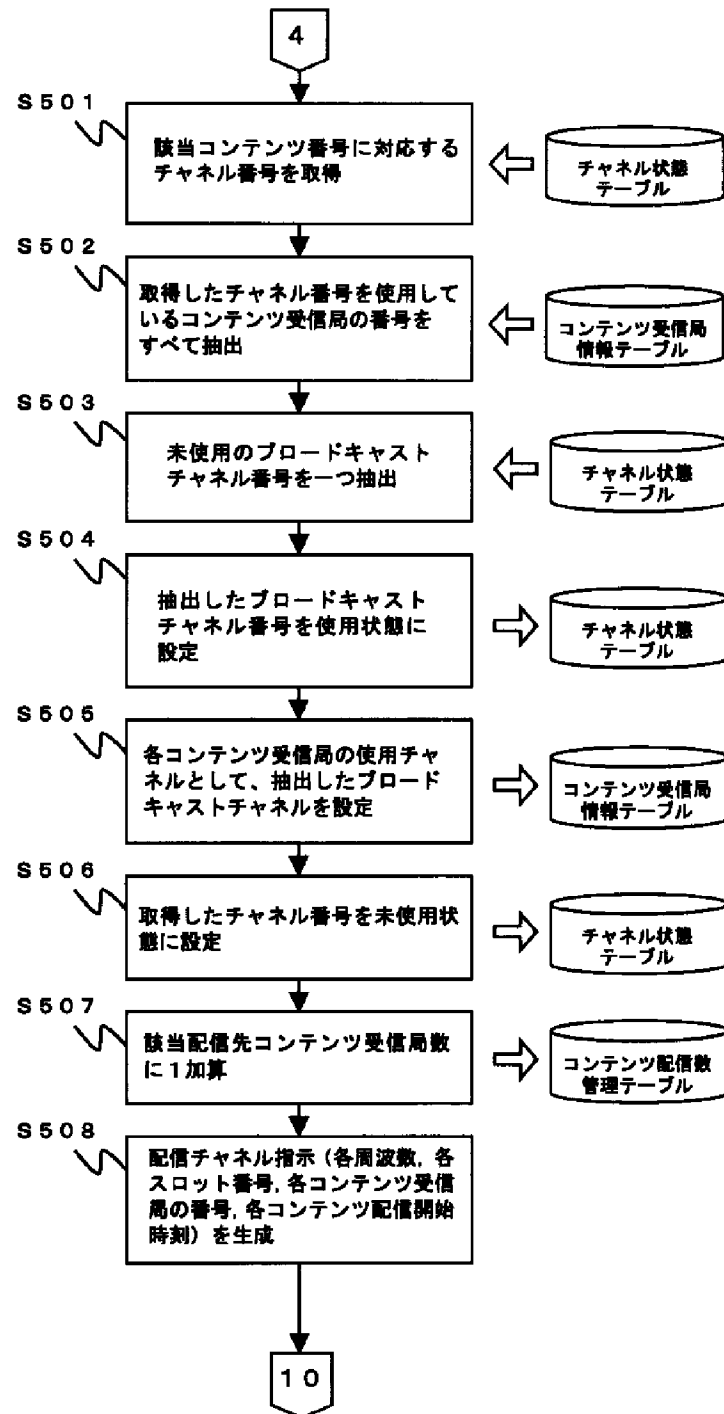 4
S501
該当コンテンツ番号に対応する
チャネル番号を取得
チャネル状態
テーブル
S502
取得したチャネル番号を使用して
いるコンテンツ受信局の番号を
すべて抽出
コンテンツ受信局
情報テーブル
S503
未使用のブロードキャスト
チャネル番号を一つ抽出
チャネル状態
テーブル
S504
抽出したブロードキャスト
チャネル番号を使用状態に
設定
チャネル状態
テーブル
S505
各コンテンツ受信局の使用チャ
ネルとして、抽出したブロード
キャストチャネルを設定
コンテンツ受信局
情報テーブル
S506
取得したチャネル番号を未使用状
態に設定
チャネル状態
テーブル
S507
該当配信先コンテンツ受信局数
に1加算
コンテンツ配信数
管理テーブル
S508
配信チャネル指示（各周波数，各
スロット番号，各コンテンツ受信
局の番号，各コンテンツ配信開始
時刻）を生成
10